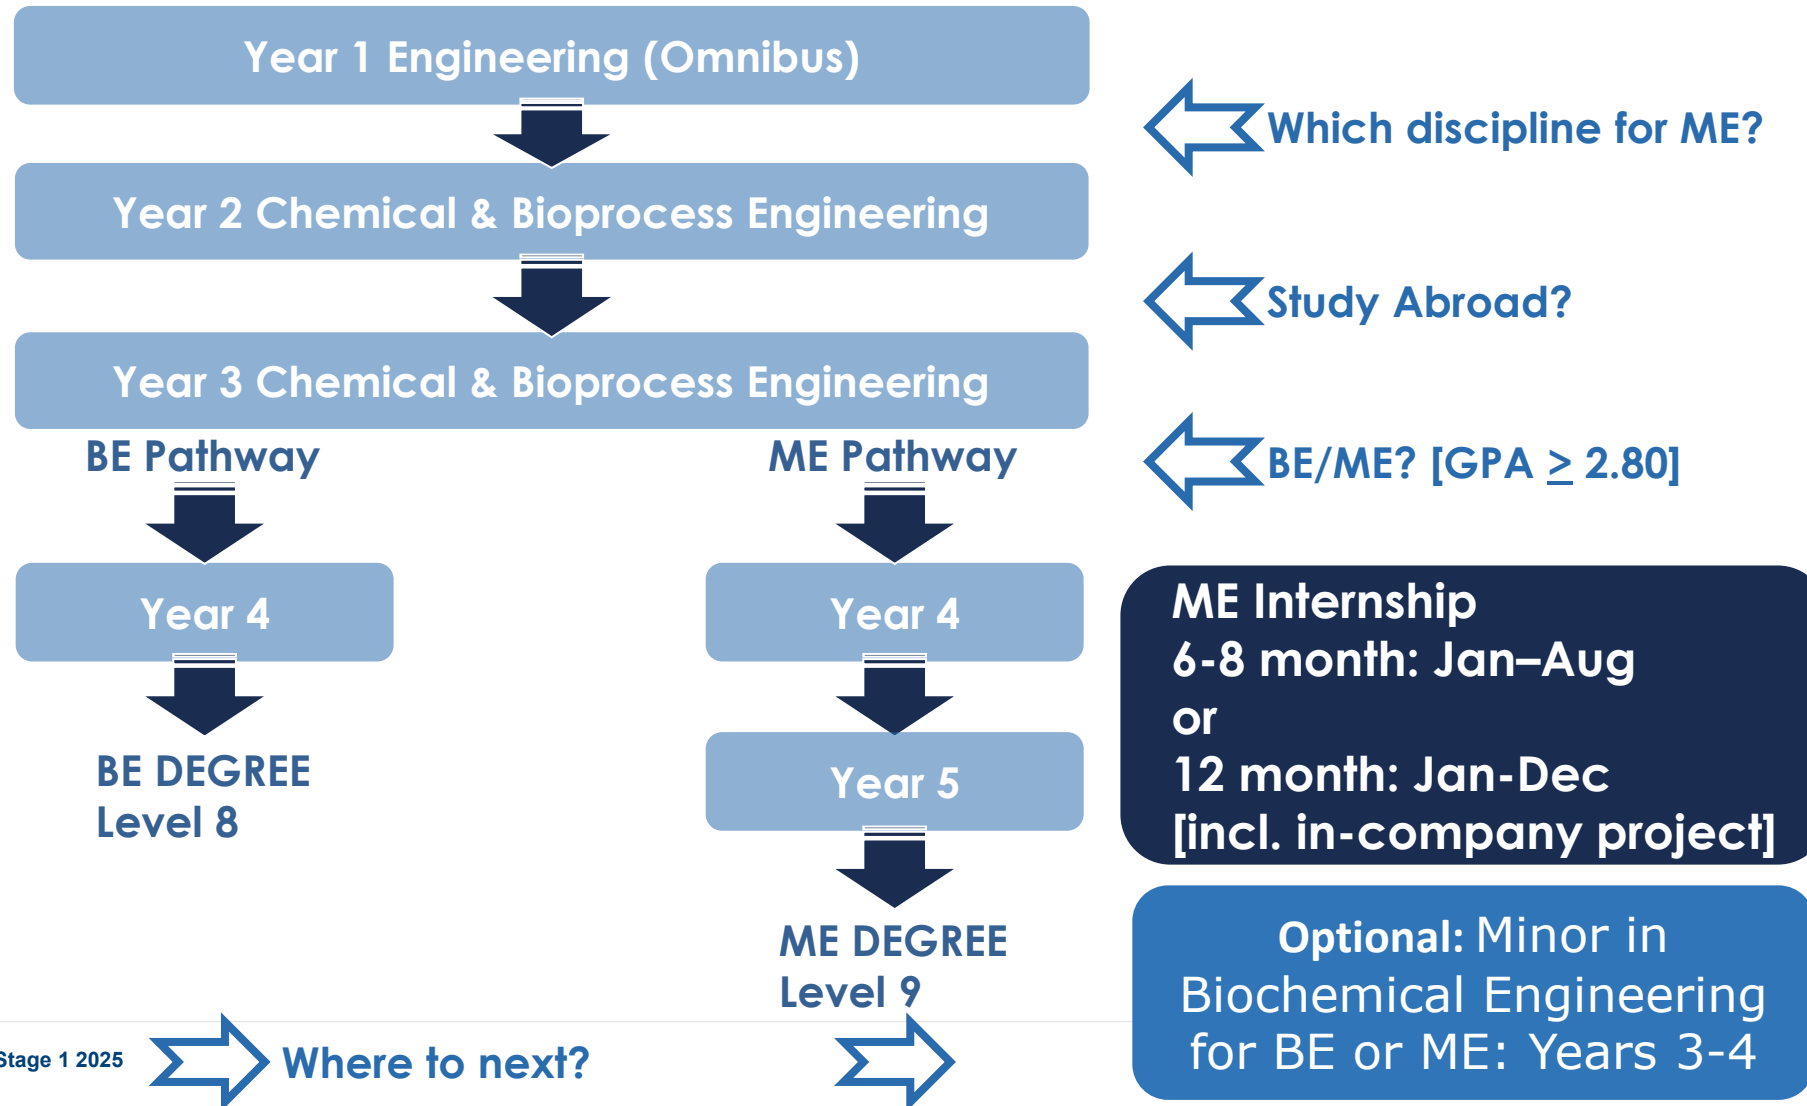 Year 1 Engineering (Omnibus)
Which discipline for ME?
Year 2 Chemical & Bioprocess Engineering
Study Abroad?
Year 3 Chemical & Bioprocess Engineering
BE Pathway
ME Pathway
BE/ME? [GPA ≥ 2.80]
Year 4
Year 4
ME Internship
6-8 month: Jan–Aug
or
12 month: Jan-Dec
[incl. in-company project]
BE DEGREE
Level 8
Year 5
ME DEGREE
Level 9
Optional: Minor in
Biochemical Engineering
for BE or ME: Years 3-4
Stage 1 2025
Where to next?